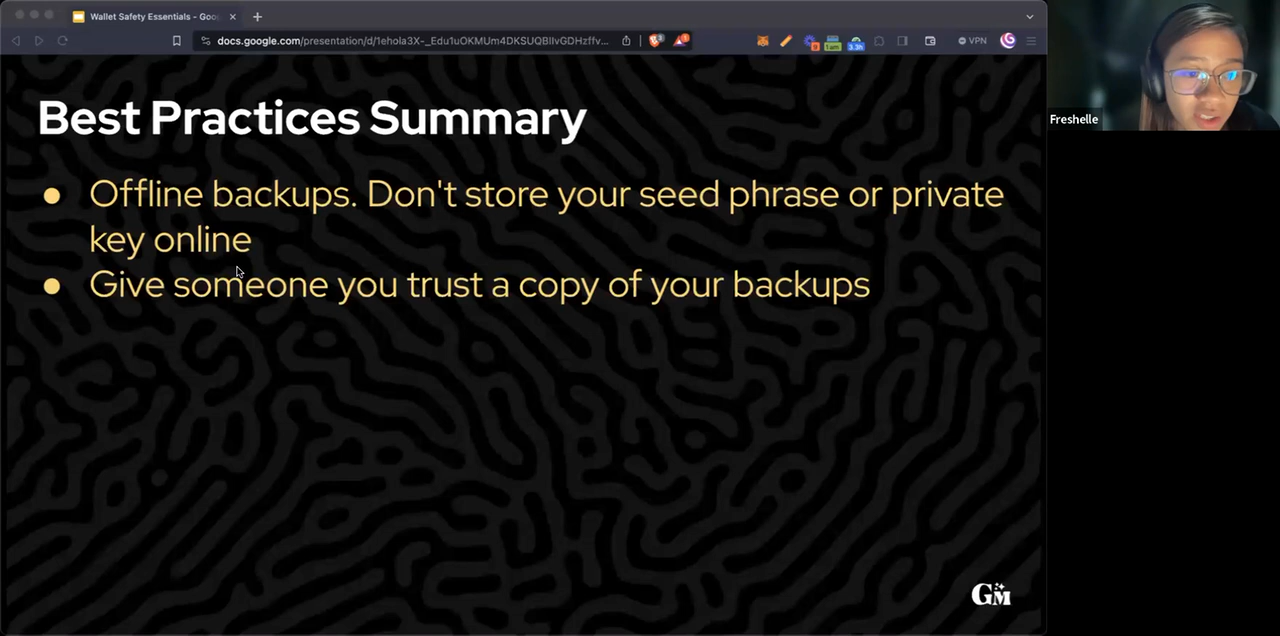 Wallet Safety Essentials - Goo
docs.google.com/presentation/d/1ehola3X-_Edu1uOKMUm4DKSUQBIlvGDHzffv...
VPN
Freshelle
Best Practices Summary
Offline backups. Don't store your seed phrase or private
key online
Give someone you trust a copy of your backups
GM